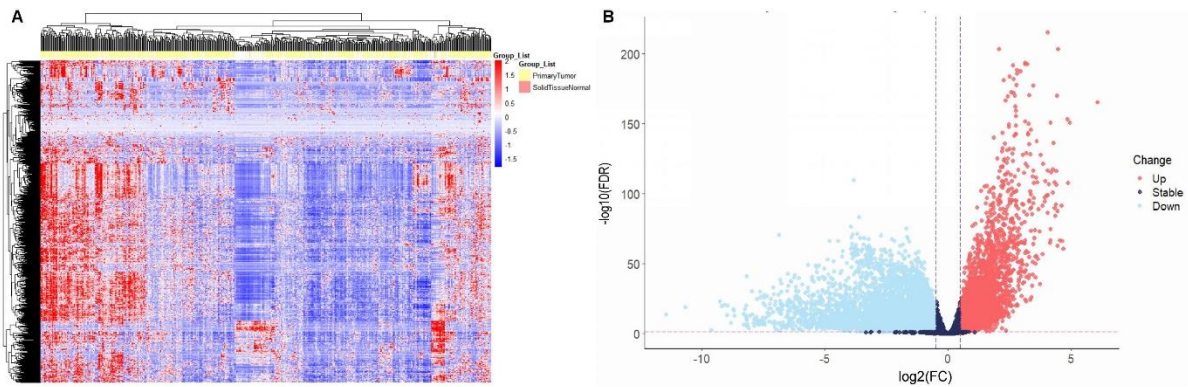 A
Group_List
2
1.5
1
0.5
0
-0.5
-1
-1.5
Group_List
PrimaryTumor
SolidTissueNormal
B
200
150
100
50
0
-log10(FDR)
-10
-5
0
5
log2(FC)
Change
Up
Stable
Down